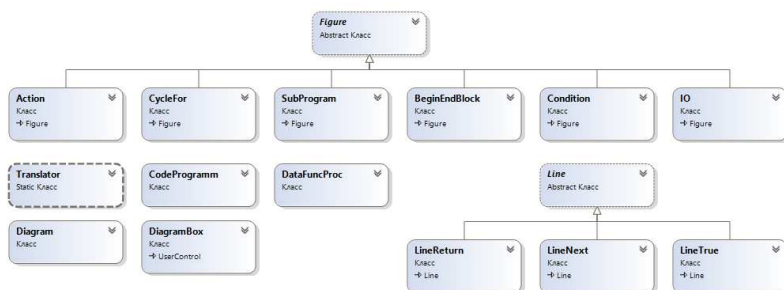 Figure
Abstract Класс
Action
Класс
→ Figure
CycleFor
Класс
→ Figure
SubProgram
Класс
→ Figure
BeginEndBlock
Класс
→ Figure
Condition
Класс
→ Figure
IO
Класс
→ Figure
Translator
Static Класс
CodeProgramm
Класс
DataFuncProc
Класс
Line
Abstract Класс
Diagram
Класс
DiagramBox
Класс
→ UserControl
LineReturn
Класс
→ Line
LineNext
Класс
→ Line
LineTrue
Класс
→ Line